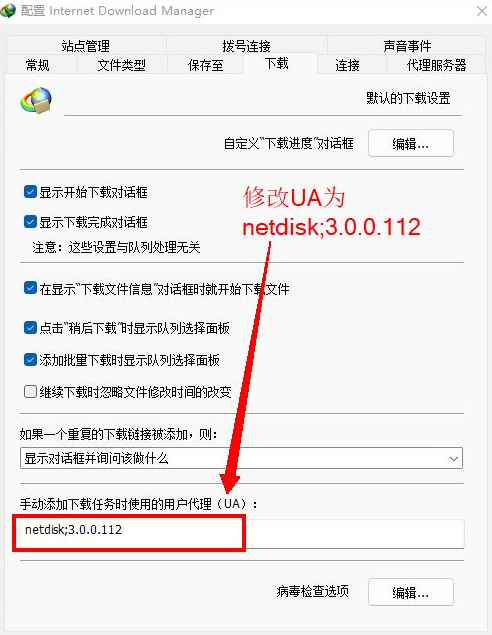 配置 Internet Download Manager
站点管理 拨号连接 声音事件
常规 文件类型 保存至 下载 连接 代理服务器
默认的下载设置
自定义“下载进度”对话框 编辑...
显示开始下载对话框
显示下载完成对话框
注意：这些设置与队列处理无关
修改UA为
netdisk;3.0.0.112
在显示“下载文件信息”对话框时就开始下载文件
点击“稍后下载”时显示队列选择面板
添加批量下载时显示队列选择面板
继续下载时忽略文件修改时间的改变
如果一个重复的下载链接被添加，则：
显示对话框并询问该做什么
手动添加下载任务时使用的用户代理（UA）：
netdisk;3.0.0.112
病毒检查选项 编辑...